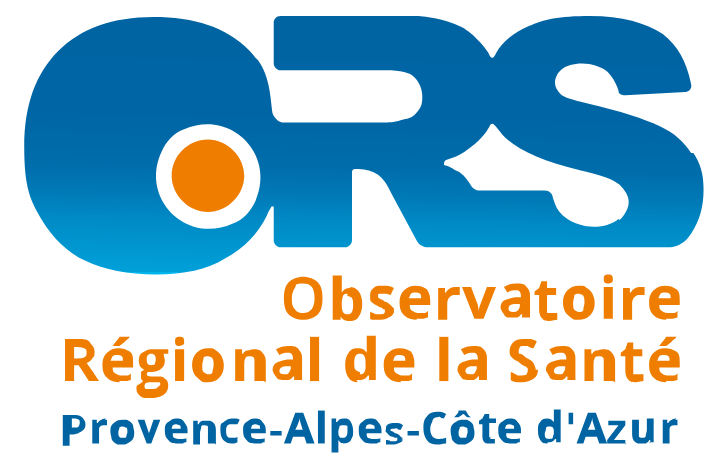 ORS
Observatoire
Régional de la Santé
Provence-Alpes-Côte d'Azur